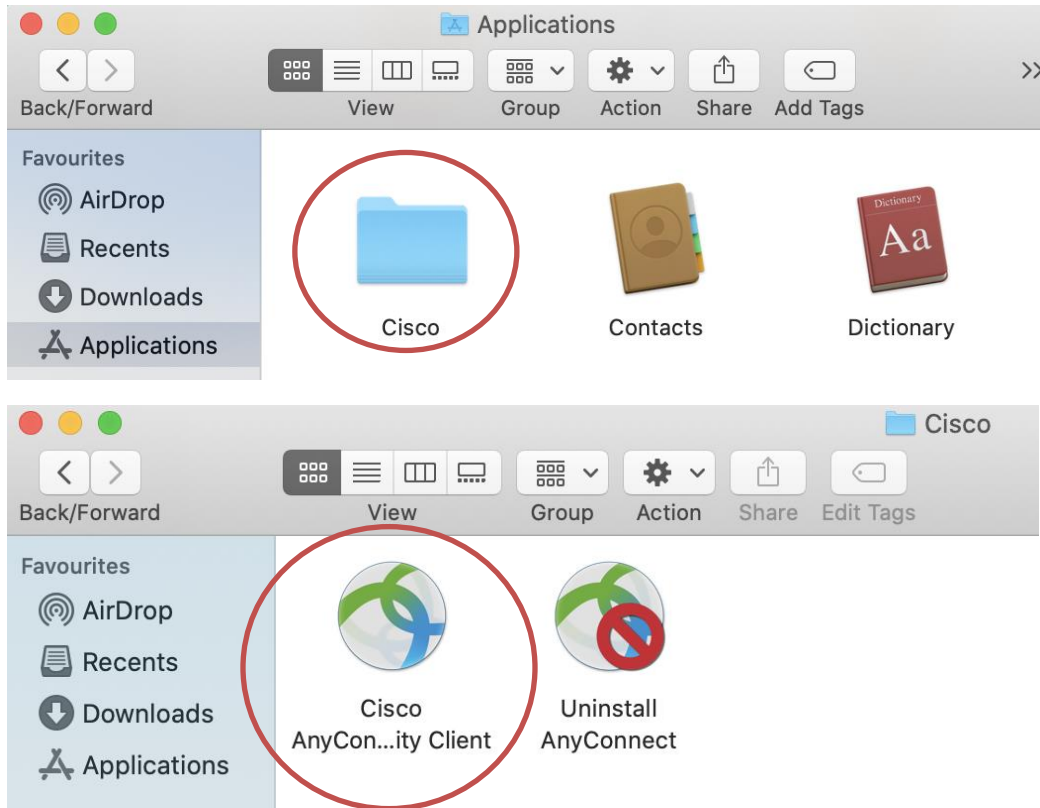 Applications
Back/Forward View Group Action Share Add Tags
Favourites
AirDrop
Recents
Downloads
Applications
Cisco Contacts Dictionary
Dictionary
Aa
Cisco
Back/Forward View Group Action Share Edit Tags
Favourites
AirDrop
Recents
Downloads
Applications
Cisco
AnyCon...ity Client
Uninstall
AnyConnect